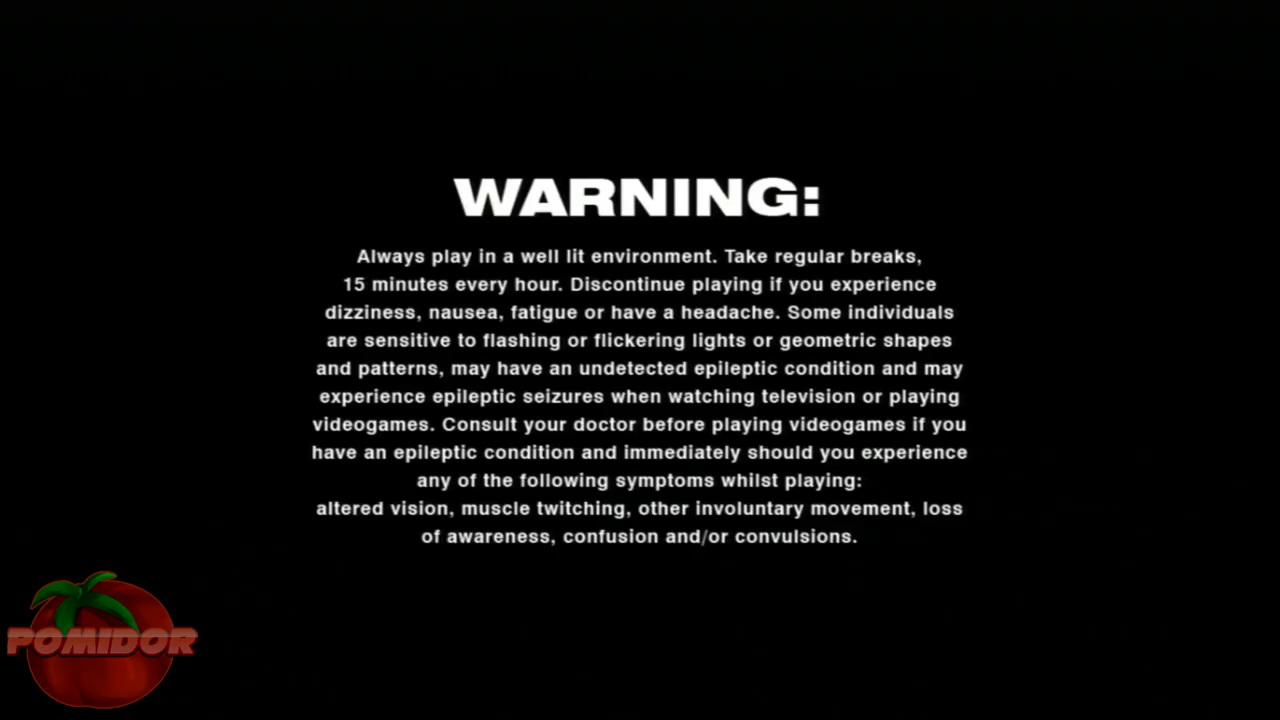 WARNING:
Always play in a well lit environment. Take regular breaks,
15 minutes every hour. Discontinue playing if you experience
dizziness, nausea, fatigue or have a headache. Some individuals
are sensitive to flashing or flickering lights or geometric shapes
and patterns, may have an undetected epileptic condition and may
experience epileptic seizures when watching television or playing
videogames. Consult your doctor before playing videogames if you
have an epileptic condition and immediately should you experience
any of the following symptoms whilst playing:
altered vision, muscle twitching, other involuntary movement, loss
of awareness, confusion and/or convulsions.
POMIDOR